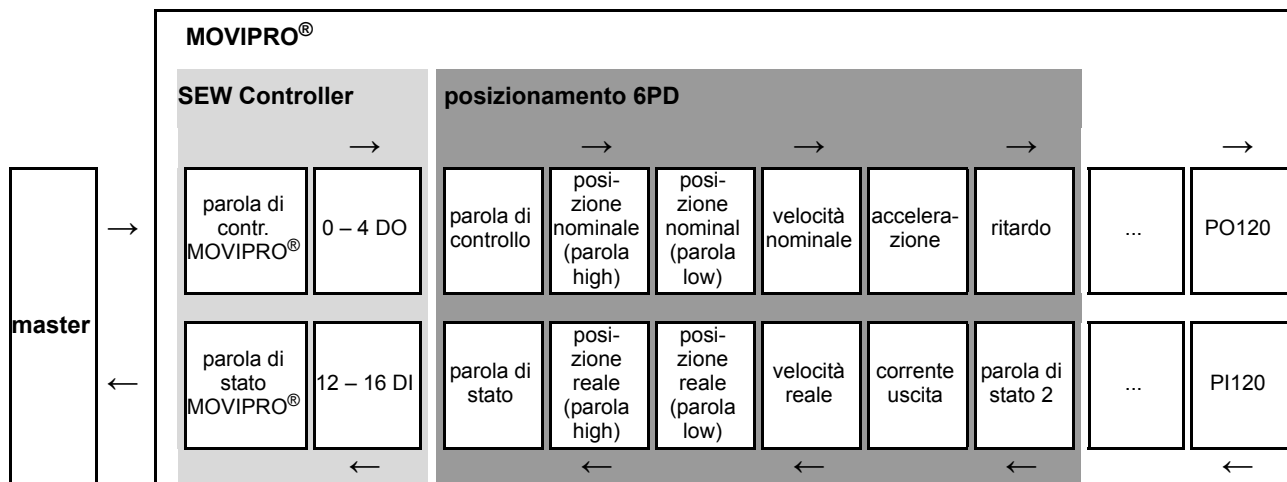 MOVIPRO®
SEW Controller
posizionamento 6PD
→ → → → →
master
→
parola di
contr.
MOVIPRO®
0 – 4 DO
parola di
controllo
posi-
zione
nominale
(parola
high)
posi-
zione
nominal
(parola
low)
velocità
nominale
accelera-
zione
ritardo
...
PO120
←
parola di
stato
MOVIPRO®
12 – 16 DI
parola di
stato
posi-
zione
reale
(parola
high)
posi-
zione
reale
(parola
low)
velocità
reale
corrente
uscita
parola di
stato 2
...
PI120
← ← ← ← ←